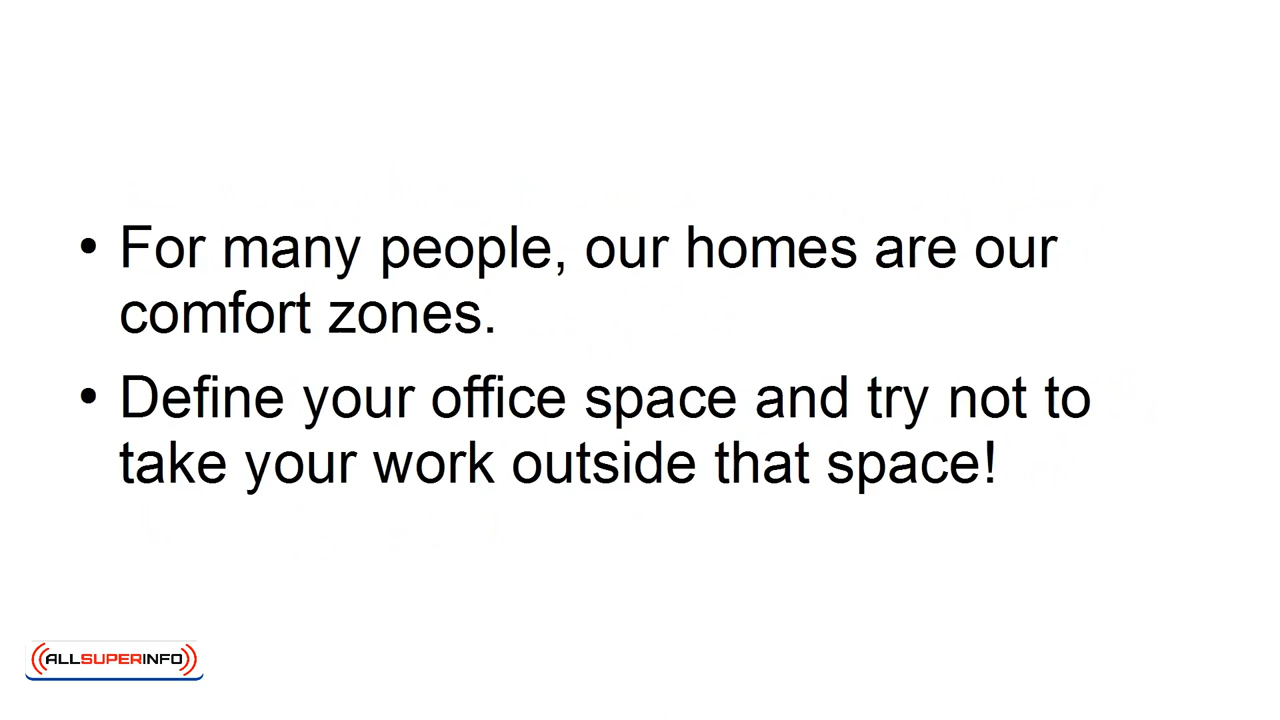 • For many people, our homes are our
comfort zones.
• Define your office space and try not to
take your work outside that space!
ALLSUPERINFO